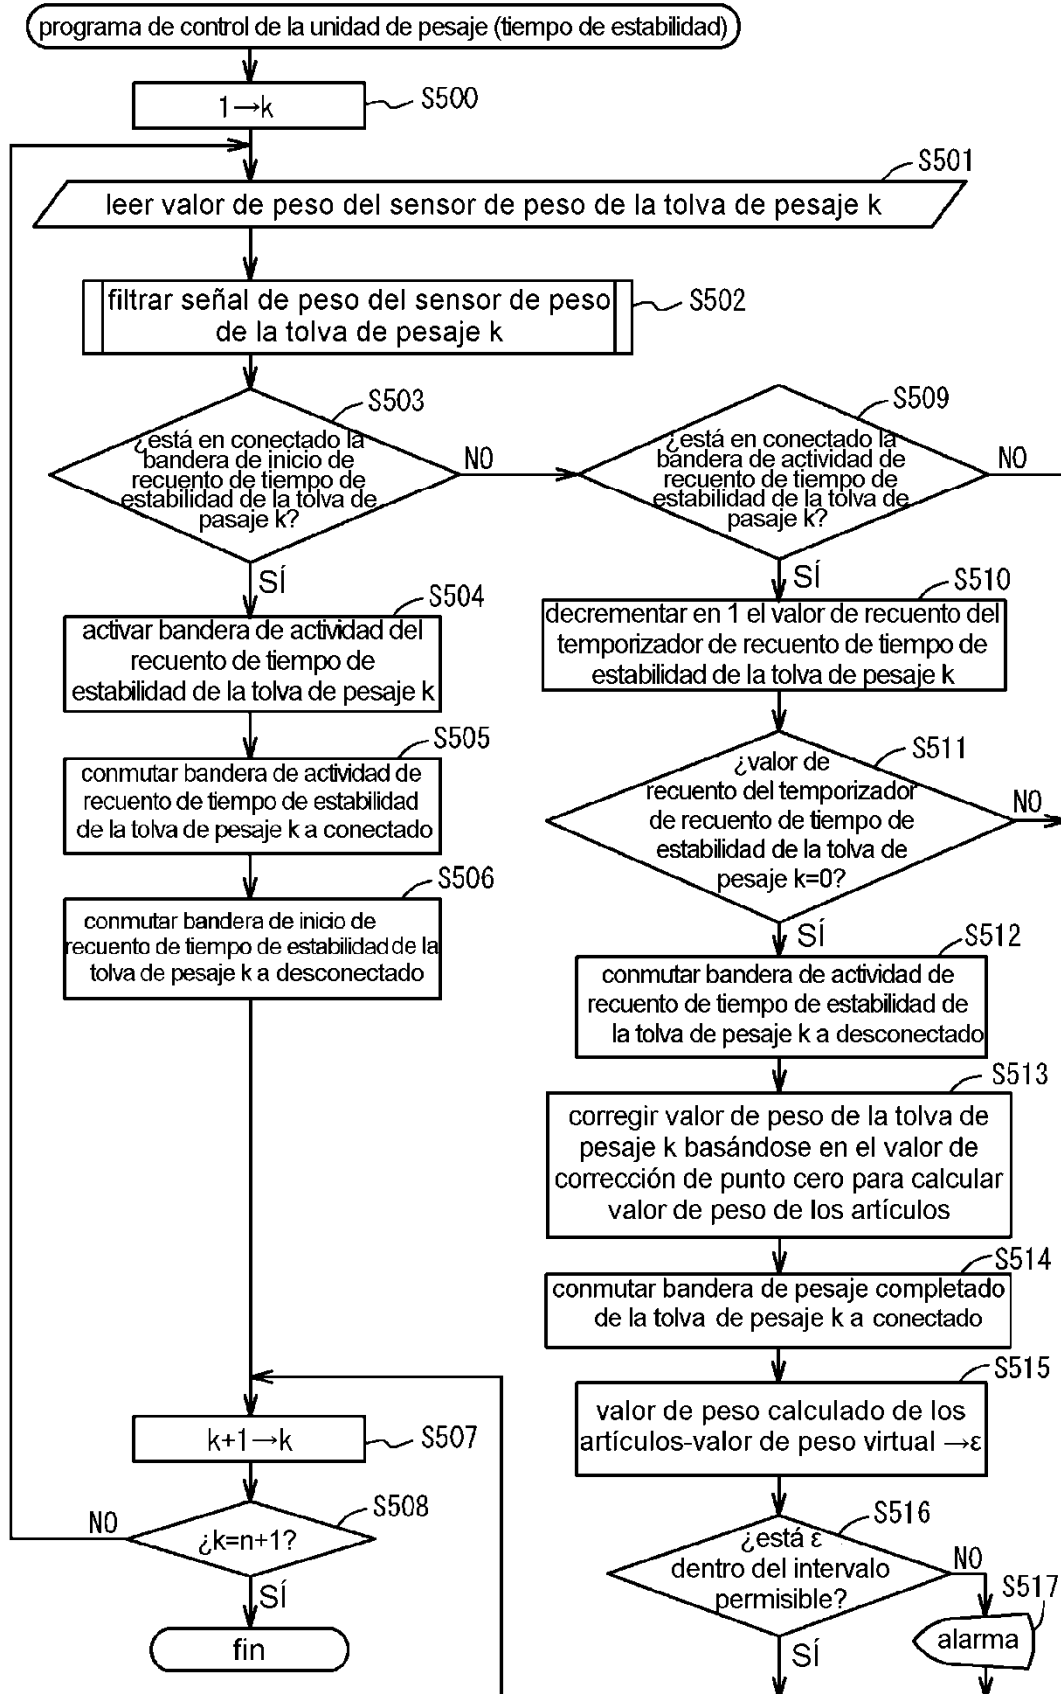 programa de control de la unidad de pesaje (tiempo de estabilidad)
1→k
S500
S501
leer valor de peso del sensor de peso de la tolva de pesaje k
filtrar señal de peso del sensor de peso
de la tolva de pesaje k
S502
S503
¿está en conectado la
bandera de inicio de
recuento de tiempo de
estabilidad de la tolva de
pasaje k?
NO
SÍ
S504
activar bandera de actividad del
recuento de tiempo de
estabilidad de la tolva de pesaje k
S505
conmutar bandera de actividad de
recuento de tiempo de estabilidad
de la tolva de pesaje k a conectado
S506
conmutar bandera de inicio de
recuento de tiempo de estabilidad de la
tolva de pesaje k a desconectado
k+1→k
S507
S508
¿k=n+1?
NO
SÍ
fin
S509
¿está en conectado la
bandera de actividad de
recuento de tiempo de
estabilidad de la tolva de
pasaje k?
NO
SÍ
S510
decrementar en 1 el valor de recuento del
temporizador de recuento de tiempo de
estabilidad de la tolva de pesaje k
S511
¿valor de
recuento del temporizador
de recuento de tiempo de
estabilidad de la tolva de
pesaje k=0?
NO
SÍ
S512
conmutar bandera de actividad de
recuento de tiempo de estabilidad de
la tolva de pesaje k a desconectado
S513
corregir valor de peso de la tolva de
pesaje k basándose en el valor de
corrección de punto cero para calcular
valor de peso de los artículos
S514
conmutar bandera de pesaje completado
de la tolva de pesaje k a conectado
S515
valor de peso calculado de los
artículos-valor de peso virtual →ε
S516
¿está ε
dentro del intervalo
permisible?
NO
SÍ
S517
alarma